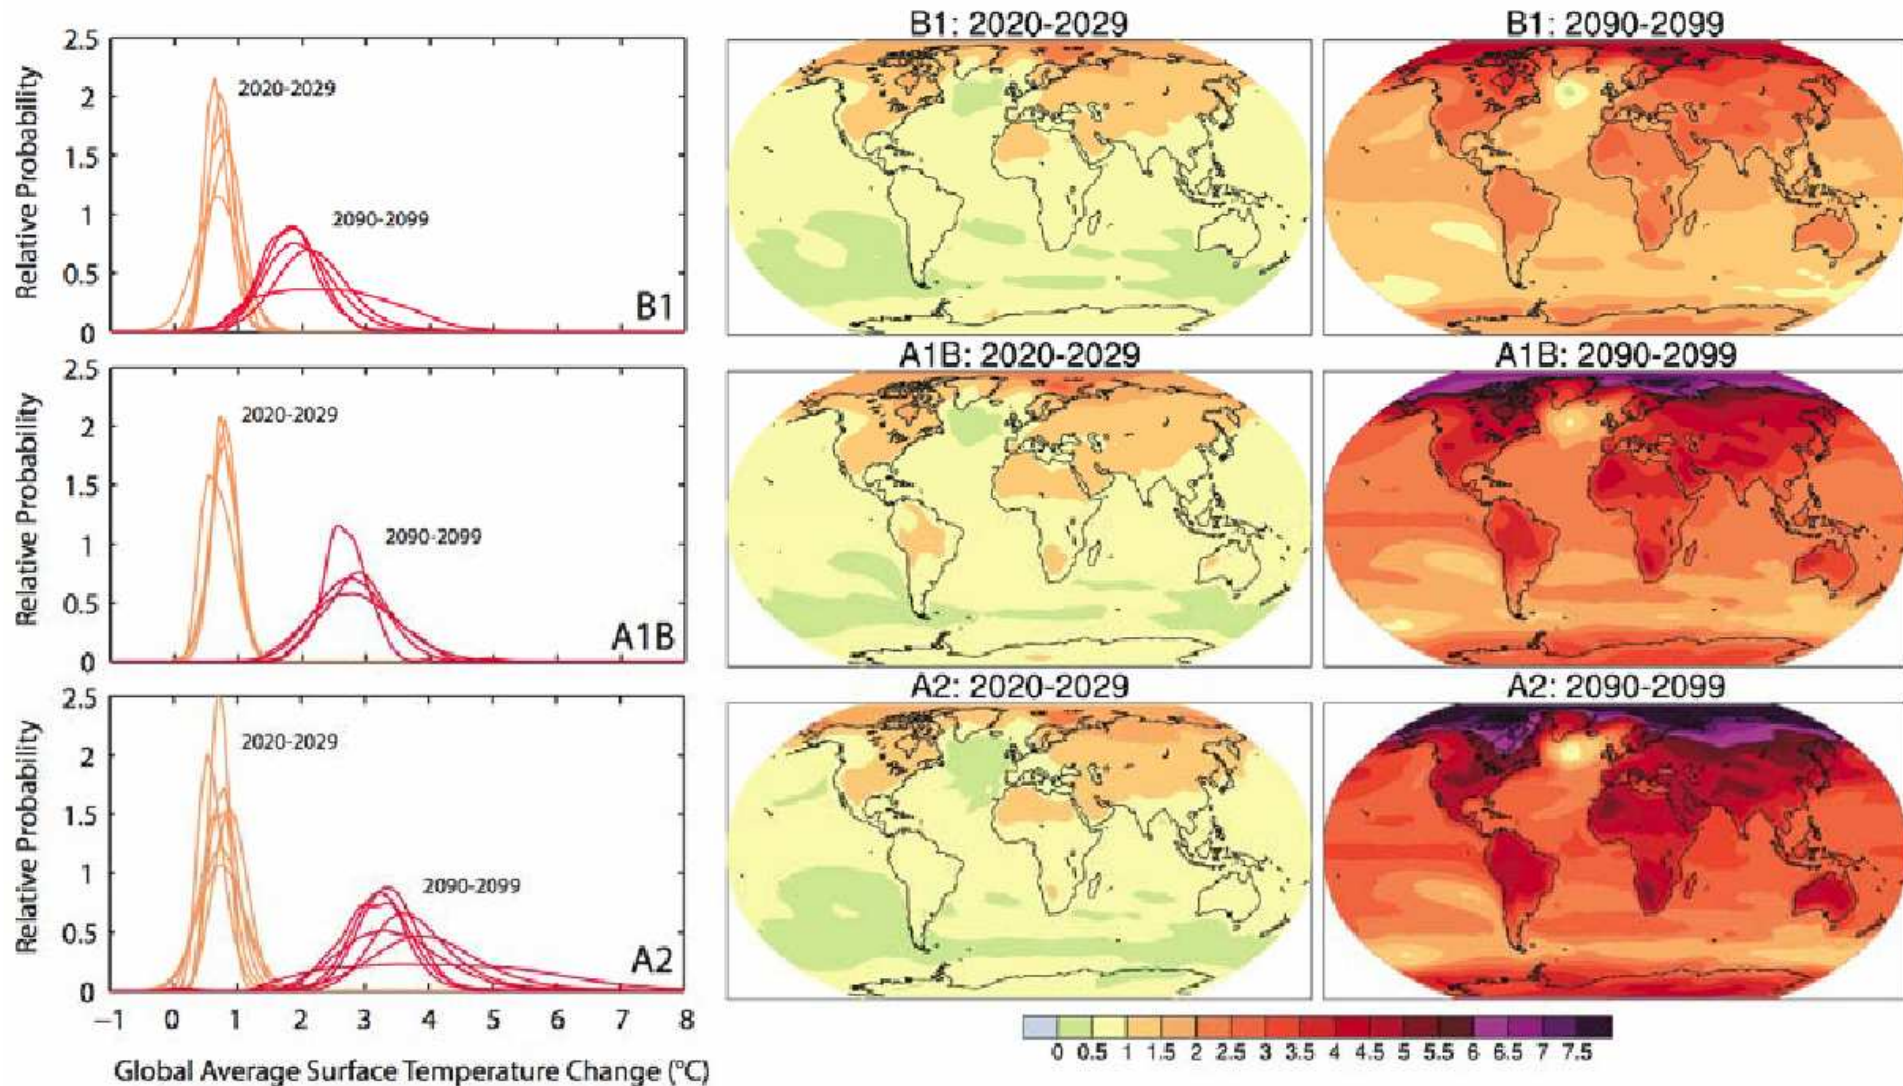 B1: 2020-2029
B1: 2090-2099
2.5
2
1.5
1
0.5
0
Relative Probability
2020-2029
2090-2099
B1
A1B: 2020-2029
A1B: 2090-2099
2.5
2
1.5
1
0.5
0
Relative Probability
2020-2029
2090-2099
A1B
A2: 2020-2029
A2: 2090-2099
2.5
2
1.5
1
0.5
0
Relative Probability
2020-2029
2090-2099
A2
−1 0 1 2 3 4 5 6 7 8
Global Average Surface Temperature Change (°C)
0 0.5 1 1.5 2 2.5 3 3.5 4 4.5 5 5.5 6 6.5 7 7.5